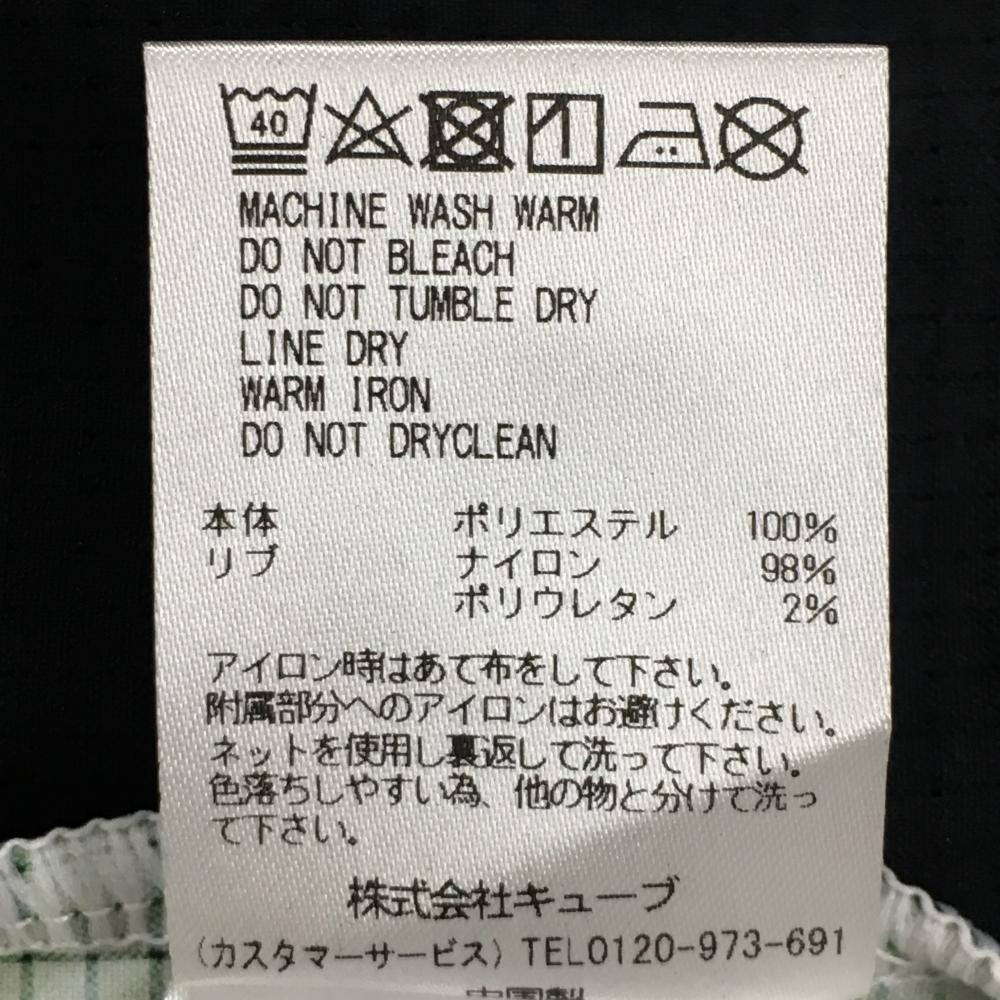 40
MACHINE WASH WARM
DO NOT BLEACH
DO NOT TUMBLE DRY
LINE DRY
WARM IRON
DO NOT DRYCLEAN
本体 ポリエステル 100%
リブ ナイロン 98%
ポリウレタン 2%
アイロン時はあて布をして下さい。
附属部分へのアイロンはお避けください。
ネットを使用し裏返して洗って下さい。
色落ちしやすい為、他の物と分けて洗っ
て下さい。
株式会社キューブ
(カスタマーサービス) TEL0120-973-691
中国製